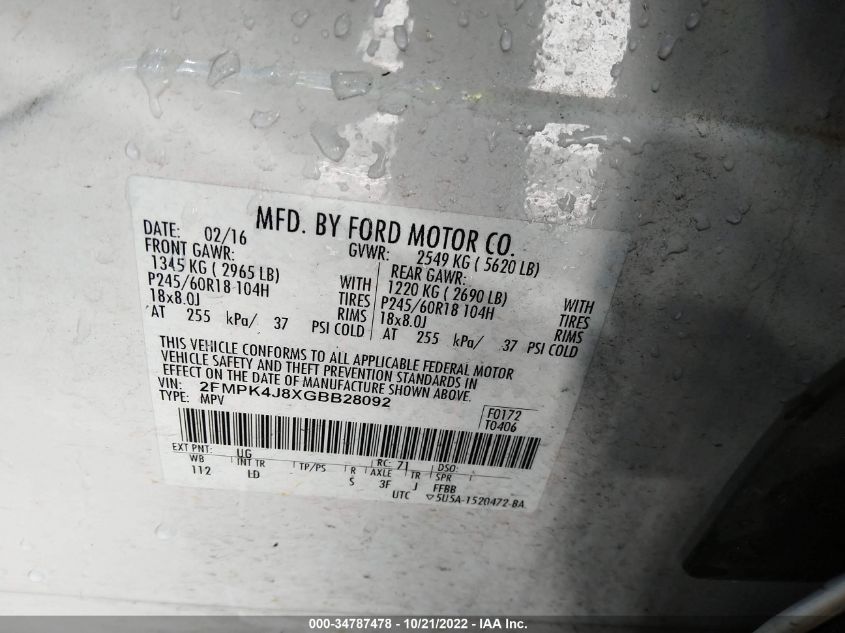 MFD. BY FORD MOTOR CO.
DATE: 02/16 GVWR: 2549 KG ( 5620 LB)
FRONT GAWR: REAR GAWR:
1345 KG ( 2965 LB) WITH 1220 KG ( 2690 LB) WITH
P245/60R18 104H TIRES P245/60R18 104H TIRES
18x8.0J RIMS 18x8.0J RIMS
AT 255 kPa/ 37 PSI COLD AT 255 kPa/ 37 PSI COLD
THIS VEHICLE CONFORMS TO ALL APPLICABLE FEDERAL MOTOR
VEHICLE SAFETY AND THEFT PREVENTION STANDARDS IN
EFFECT ON THE DATE OF MANUFACTURE SHOWN ABOVE.
VIN: 2FMPK4J8XGBB28092
TYPE: MPV
F0172
T0406
EXT PNT: UG RC: 71 DSO:
WB INT TR TP/PS R AXLE TR SPR
112 LD S 3F J FFBB
UTC 5U5A-1520472-BA
000-34787478 - 10/21/2022 - IAA Inc.